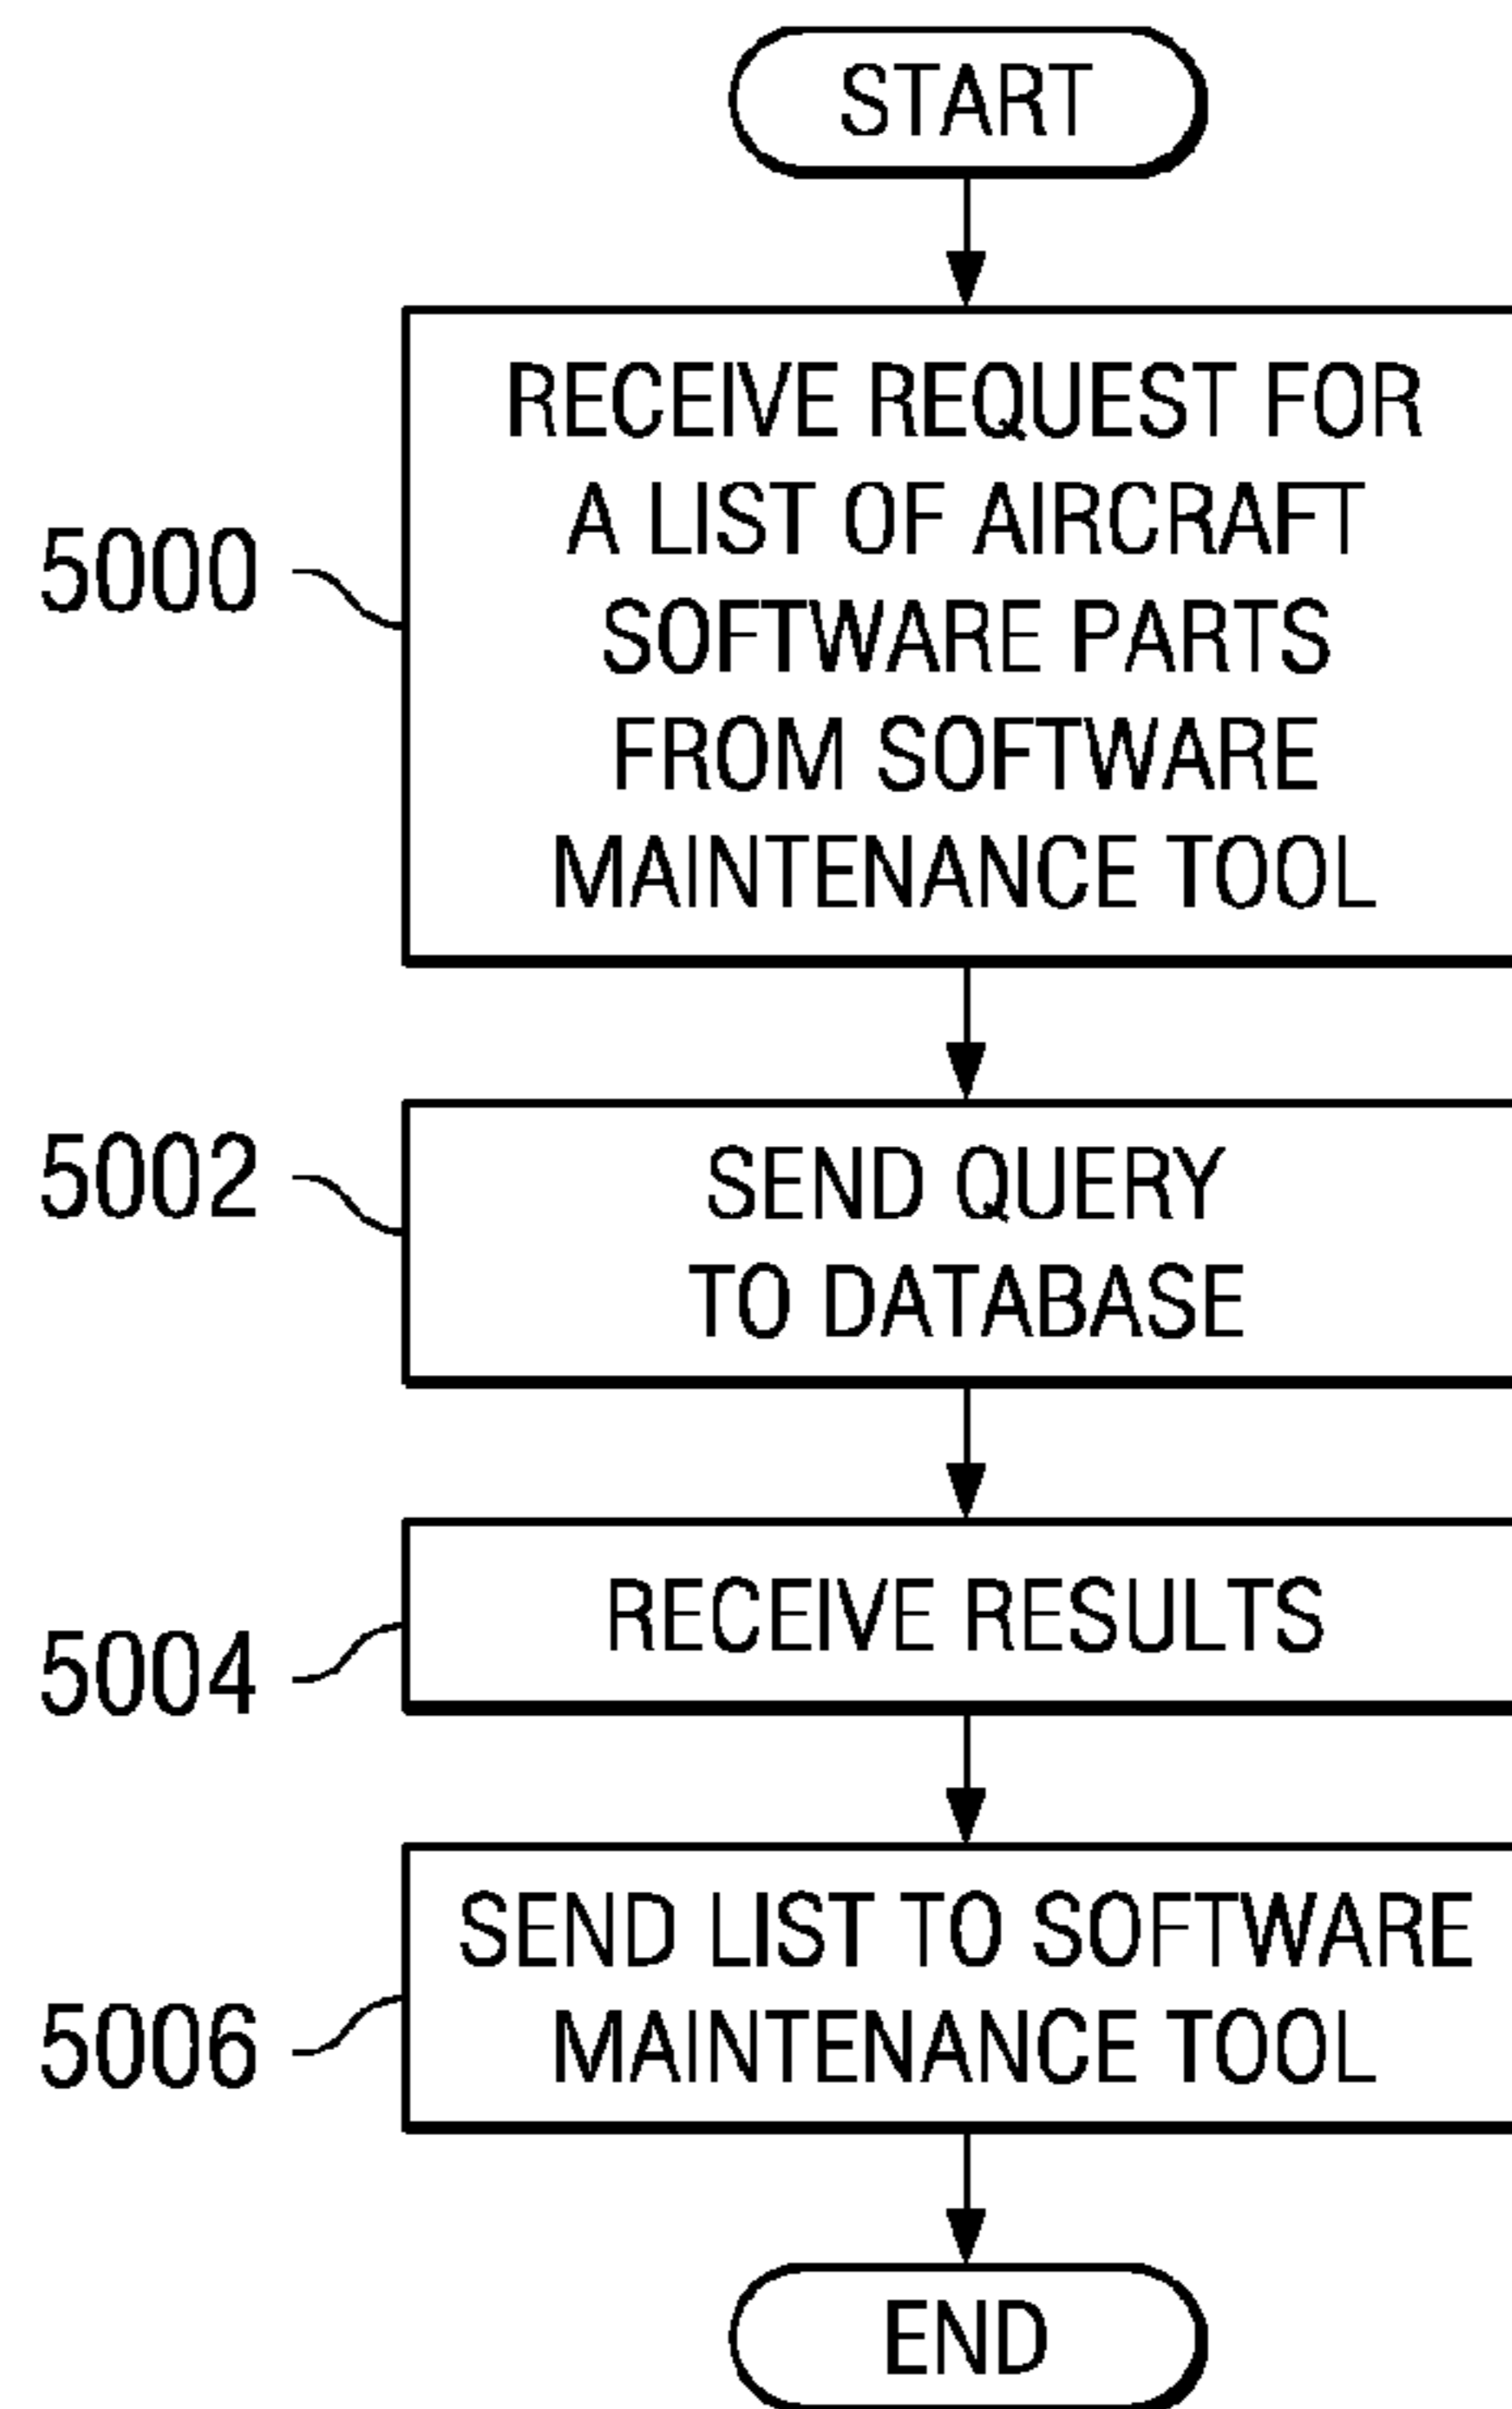 START
5000
RECEIVE REQUEST FOR
A LIST OF AIRCRAFT
SOFTWARE PARTS
FROM SOFTWARE
MAINTENANCE TOOL
5002
SEND QUERY
TO DATABASE
5004
RECEIVE RESULTS
5006
SEND LIST TO SOFTWARE
MAINTENANCE TOOL
END